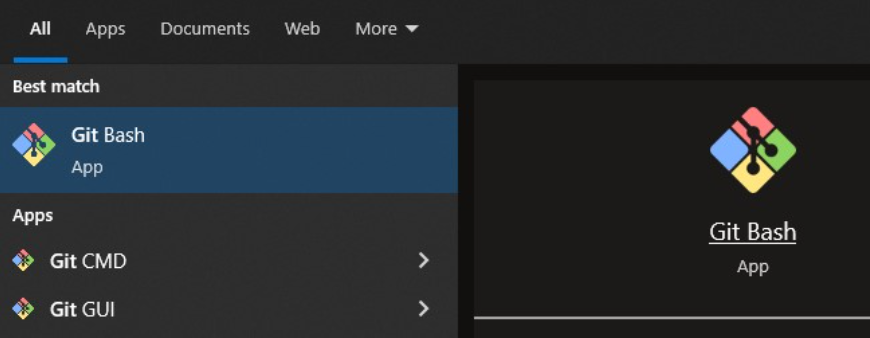 All Apps Documents Web More
Best match
Git Bash
App
Apps
Git CMD
Git GUI
Git Bash
App